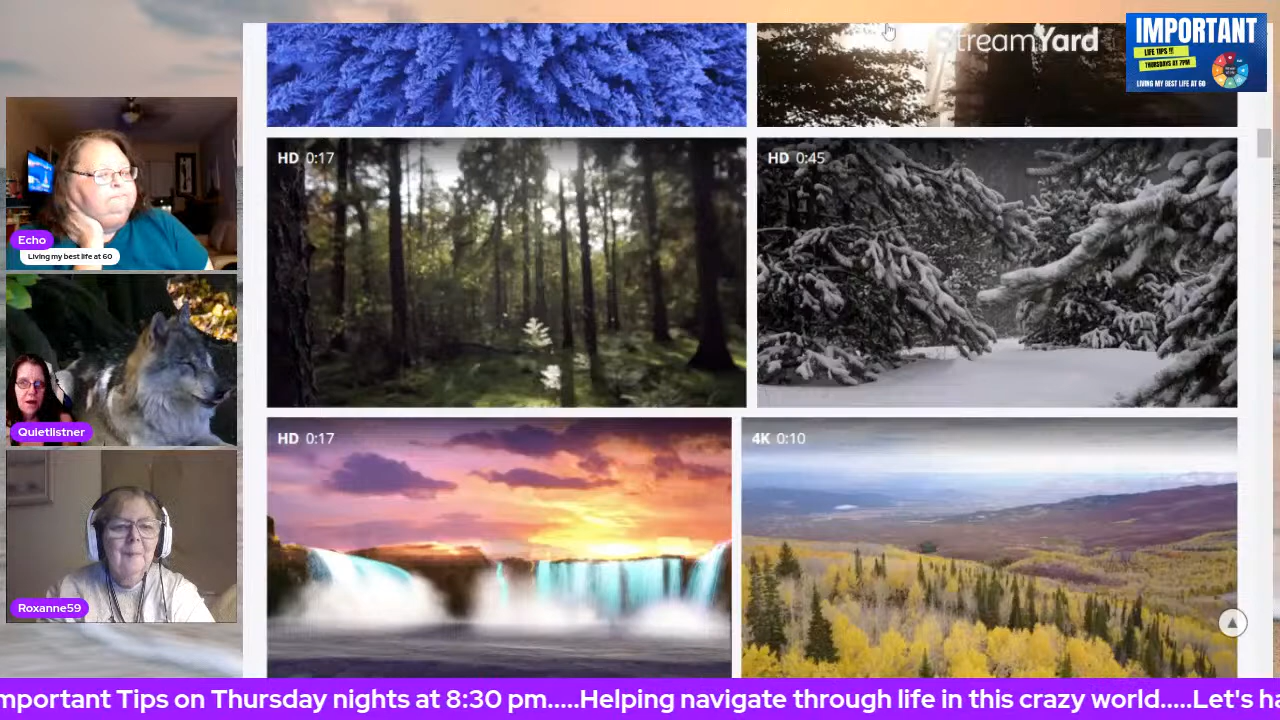 StreamYard
IMPORTANT
LIFE TIPS !!!
THURSDAYS AT 7PM
LIVING MY BEST LIFE AT 60
HD 0:17
HD 0:45
Echo
Living my best life at 60
Quietlistner
HD 0:17
4K 0:10
Roxanne59
mportant Tips on Thursday nights at 8:30 pm.....Helping navigate through life in this crazy world.....Let's ha